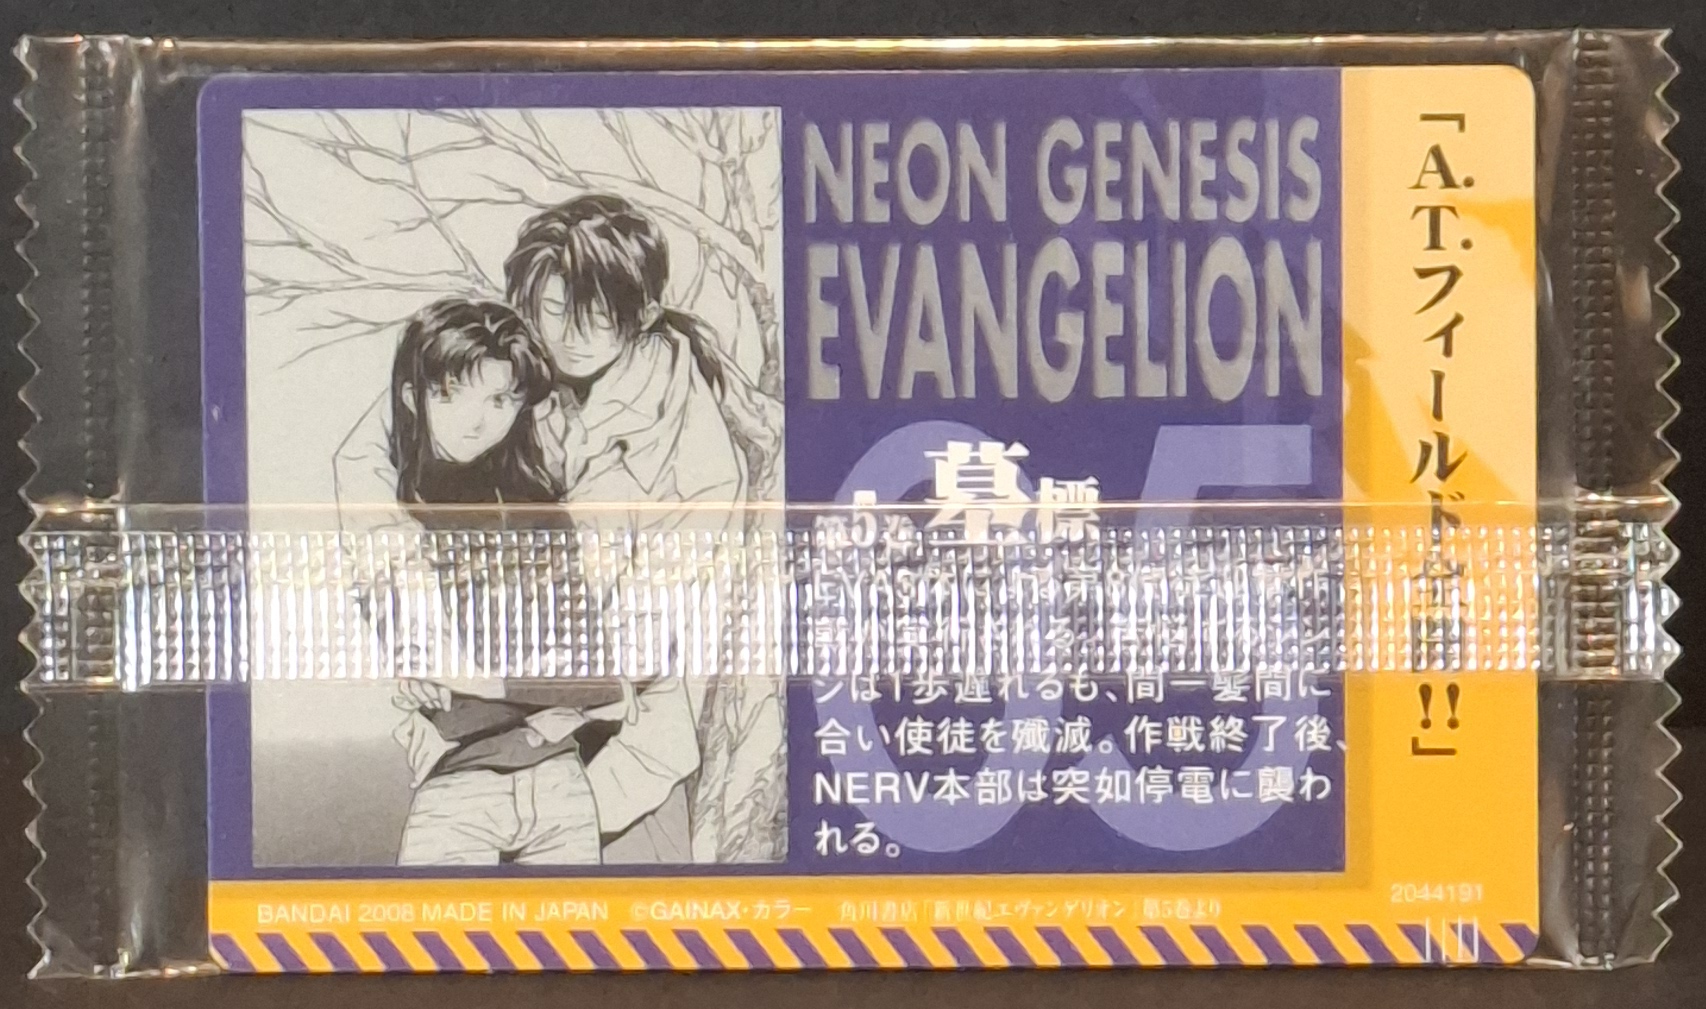 NEON GENESIS
EVANGELION
05
第5巻 墓標
ンは1歩遅れるも、間一髪間に
合い使徒を殲滅。作戦終了後、
NERV本部は突如停電に襲わ
れる。
「A.T.フィールド
!!」
2044191
BANDAI 2008 MADE IN JAPAN ©GAINAX・カラー 角川書店「新世紀エヴァンゲリオン」第5巻より